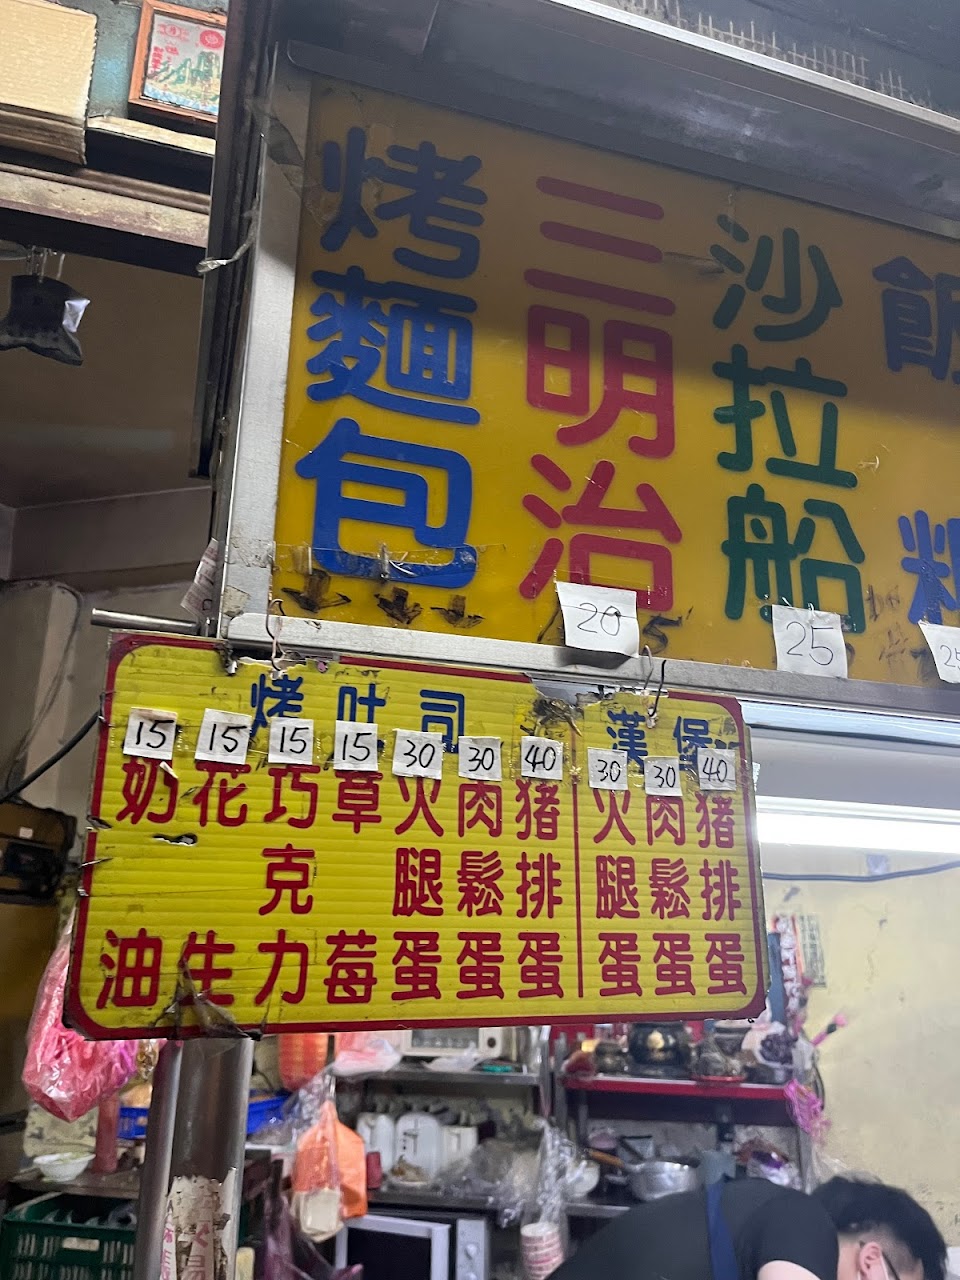 烤麵包
三明治
20
沙拉船
25
飯
25
烤吐司
15 奶油
15 花生
15 巧克力
15 草莓
30 火腿蛋
30 肉鬆蛋
40 豬排蛋
漢堡
30 火腿蛋
30 肉鬆蛋
40 豬排蛋